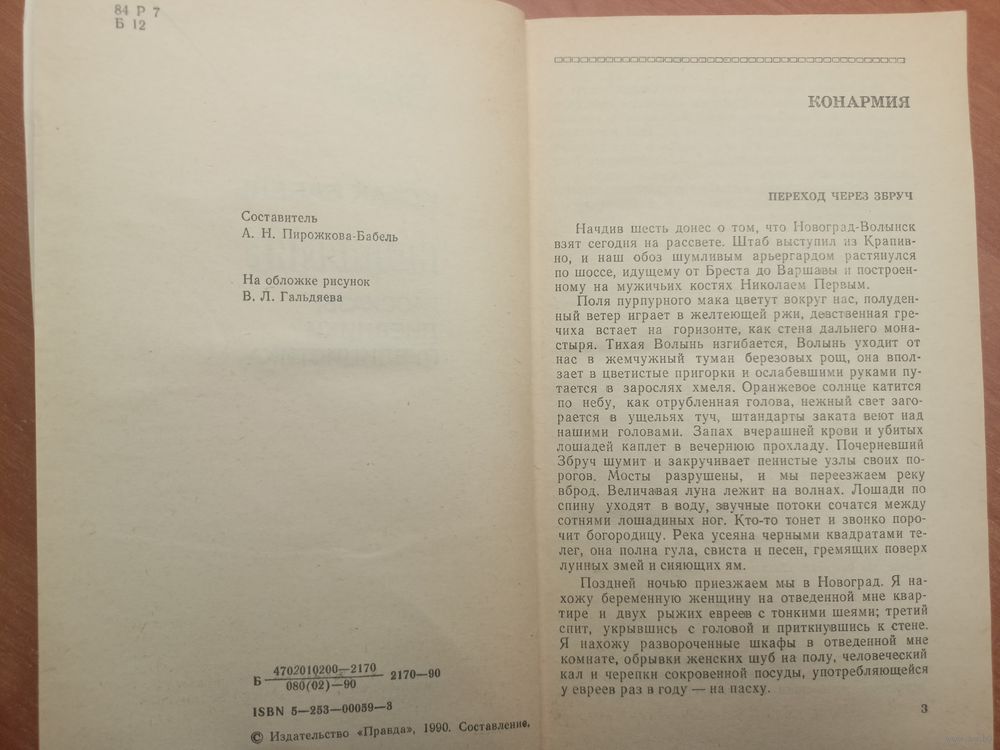 84 Р 7
Б 12
Составитель
А. Н. Пирожкова-Бабель
На обложке рисунок
В. Л. Гальдяева
Б 4702010200—2170
080(02)—90
2170—90
ISBN 5—253—00059—3
© Издательство «Правда», 1990. Составление.
КОНАРМИЯ
ПЕРЕХОД ЧЕРЕЗ ЗБРУЧ
Начдив шесть донес о том, что Новоград-Волынск
взят сегодня на рассвете. Штаб выступил из Крапив-
но, и наш обоз шумливым арьергардом растянулся
по шоссе, идущему от Бреста до Варшавы и построен-
ному на мужичьих костях Николаем Первым.
Поля пурпурного мака цветут вокруг нас, полуден-
ный ветер играет в желтеющей ржи, девственная гре-
чиха встает на горизонте, как стена дальнего мона-
стыря. Тихая Волынь изгибается, Волынь уходит от
нас в жемчужный туман березовых рощ, она впол-
зает в цветистые пригорки и ослабевшими руками пу-
тается в зарослях хмеля. Оранжевое солнце катится
по небу, как отрубленная голова, нежный свет заго-
рается в ущельях туч, штандарты заката веют над
нашими головами. Запах вчерашней крови и убитых
лошадей каплет в вечернюю прохладу. Почерневший
Збруч шумит и закручивает пенистые узлы своих по-
рогов. Мосты разрушены, и мы переезжаем реку
вброд. Величавая луна лежит на волнах. Лошади по
спину уходят в воду, звучные потоки сочатся между
сотнями лошадиных ног. Кто-то тонет и звонко поро-
чит богородицу. Река усеяна черными квадратами те-
лег, она полна гула, свиста и песен, гремящих поверх
лунных змей и сияющих ям.
Поздней ночью приезжаем мы в Новоград. Я на-
хожу беременную женщину на отведенной мне квар-
тире и двух рыжих евреев с тонкими шеями; третий
спит, укрывшись с головой и приткнувшись к стене.
Я нахожу развороченные шкафы в отведенной мне
комнате, обрывки женских шуб на полу, человеческий
кал и черепки сокровенной посуды, употребляющейся
у евреев раз в году — на пасху.
3